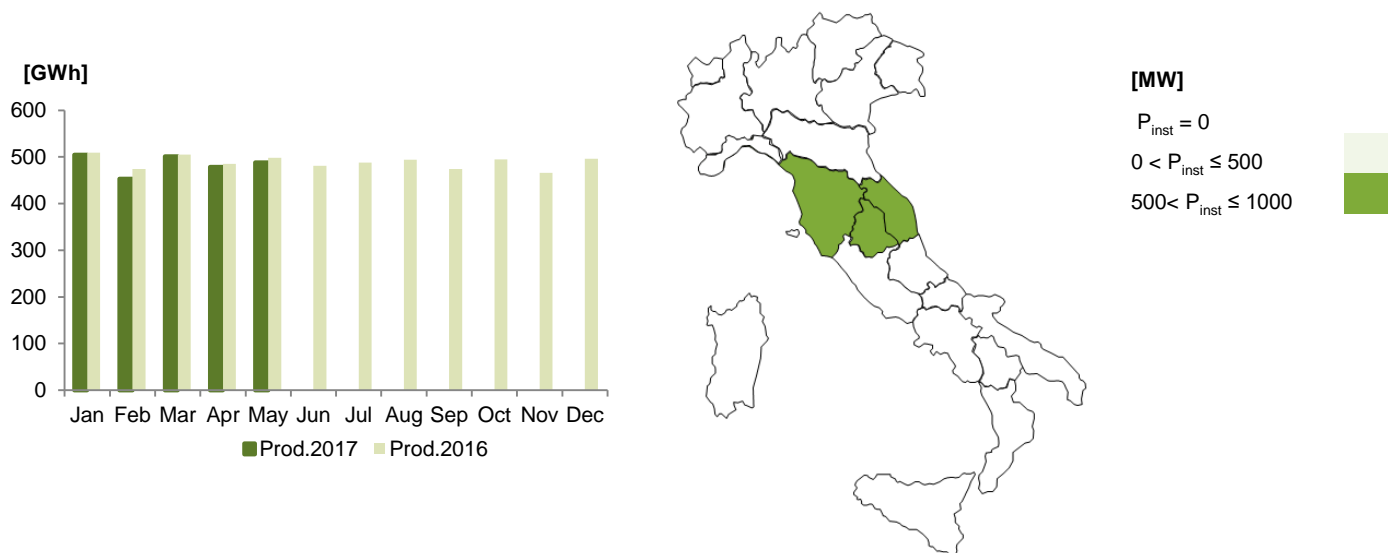 [GWh]
600
500
400
300
200
100
0
Jan Feb Mar Apr May Jun Jul Aug Sep Oct Nov Dec
Prod.2017 Prod.2016
[MW]
Pinst = 0
0 < Pinst ≤ 500
500< Pinst ≤ 1000